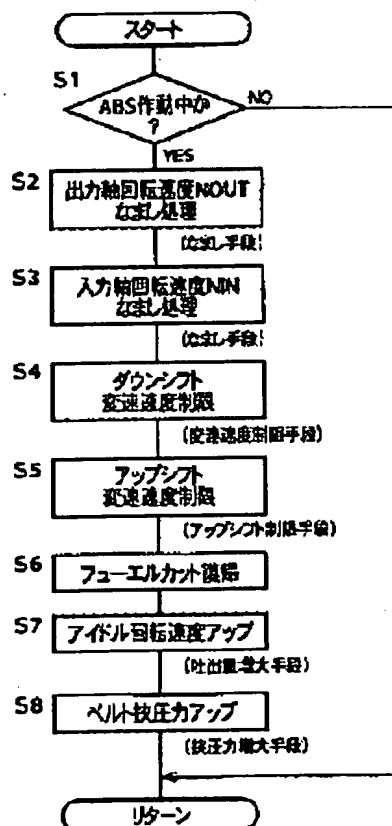 スタート
S1
ABS作動中か
?
NO
YES
S2
出力軸回転速度NOUT
なまし処理
(なまし手段)
S3
入力軸回転速度NIN
なまし処理
(なまし手段)
S4
ダウンシフト
変速速度制限
(変速速度制限手段)
S5
アップシフト
変速速度制限
(アップシフト制限手段)
S6
フューエルカット復帰
S7
アイドル回転速度アップ
(吐出量増大手段)
S8
ベルト挟圧力アップ
(挟圧力増大手段)
リターン